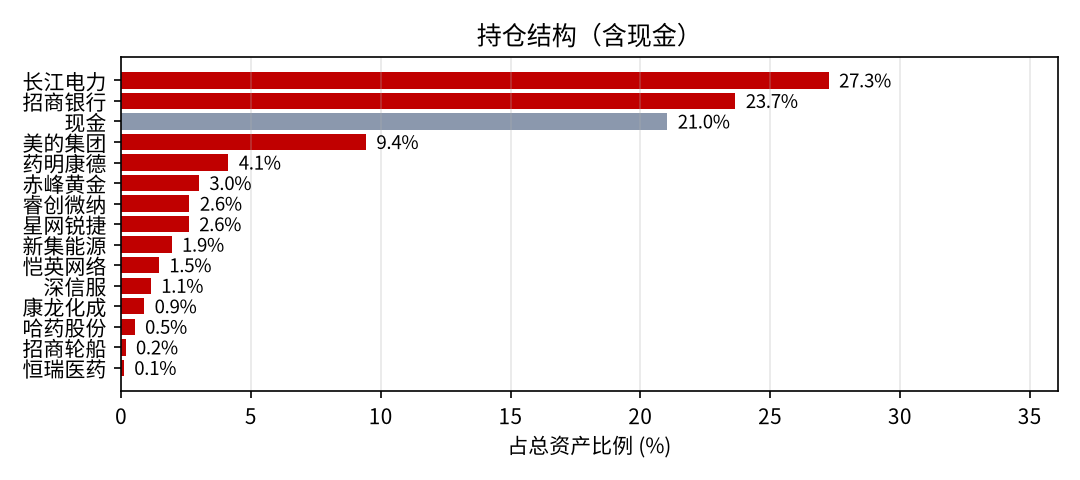 持仓结构（含现金）
长江电力 27.3%
招商银行 23.7%
现金 21.0%
美的集团 9.4%
药明康德 4.1%
赤峰黄金 3.0%
睿创微纳 2.6%
星网锐捷 2.6%
新集能源 1.9%
恺英网络 1.5%
深信服 1.1%
康龙化成 0.9%
哈药股份 0.5%
招商轮船 0.2%
恒瑞医药 0.1%
0 5 10 15 20 25 30 35
占总资产比例 (%)